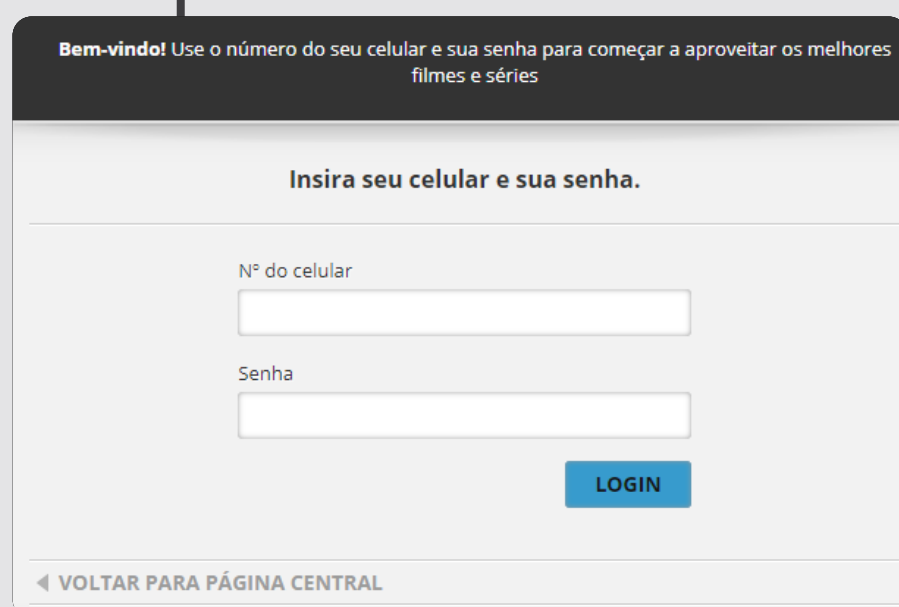 Bem-vindo! Use o número do seu celular e sua senha para começar a aproveitar os melhores
filmes e séries
Insira seu celular e sua senha.
Nº do celular
Senha
LOGIN
VOLTAR PARA PÁGINA CENTRAL